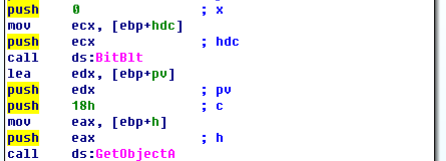 push 0 ; x
mov ecx, [ebp+hdc]
push ecx ; hdc
call ds:BitBlt
lea edx, [ebp+pv]
push edx ; pv
push 18h ; c
mov eax, [ebp+h]
push eax ; h
call ds:GetObjectA